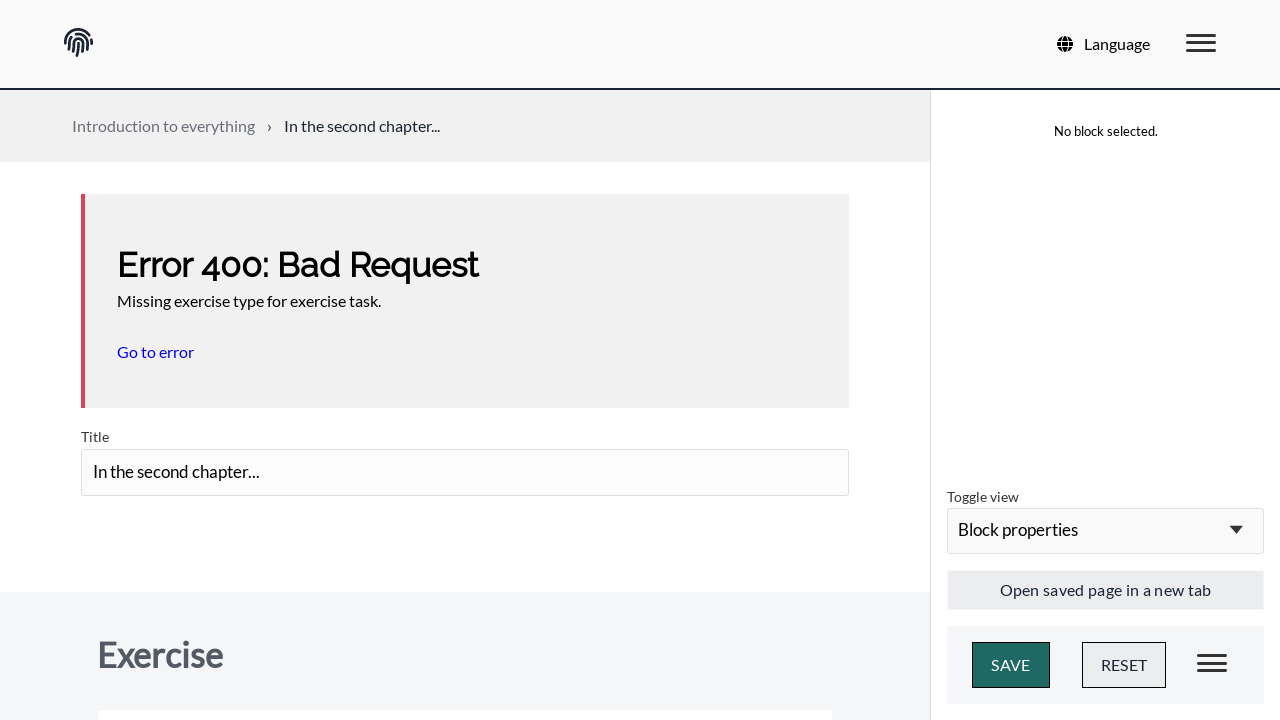 Language
Introduction to everything › In the second chapter...
No block selected.
Error 400: Bad Request
Missing exercise type for exercise task.
Go to error
Title
In the second chapter...
Exercise
Toggle view
Block properties
Open saved page in a new tab
SAVE
RESET